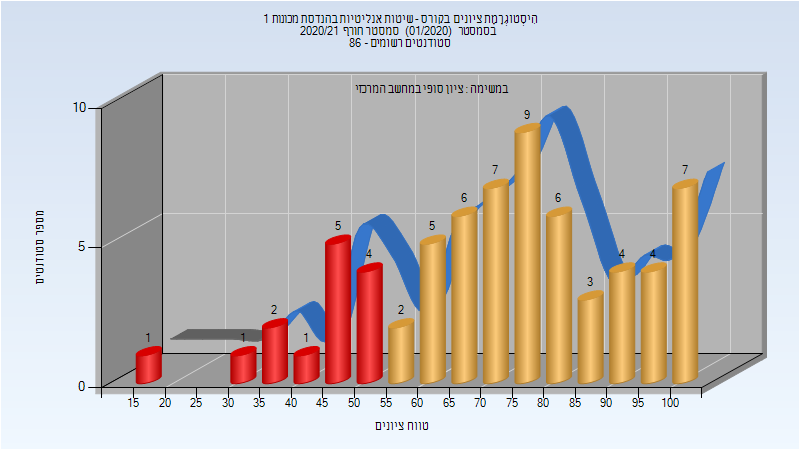 היסטוגרמת ציונים בקורס - שיטות אנליטיות בהנדסת מכונות 1
בסמסטר (01/2020) סמסטר חורף 2020/21
סטודנטים רשומים - 86
במשימה : ציון סופי במחשב המרכזי
מספר סטודנטים
10
5
0
1 1 2 1 5 4 2 5 6 7 9 6 3 4 4 7
15 20 25 30 35 40 45 50 55 60 65 70 75 80 85 90 95 100
טווח ציונים